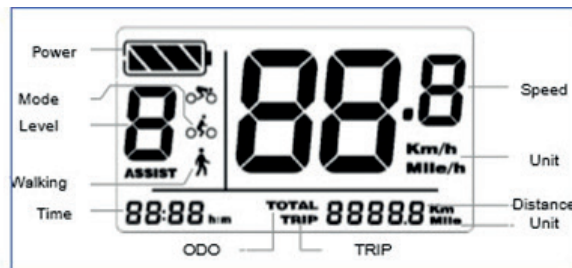 Power
Mode
Level
Walking
Time
8
ASSIST
88.8
Km/h
Mile/h
88:88 h:m
TOTAL
TRIP
8888.8 Km
Mile
Speed
Unit
Distance
Unit
ODO
TRIP